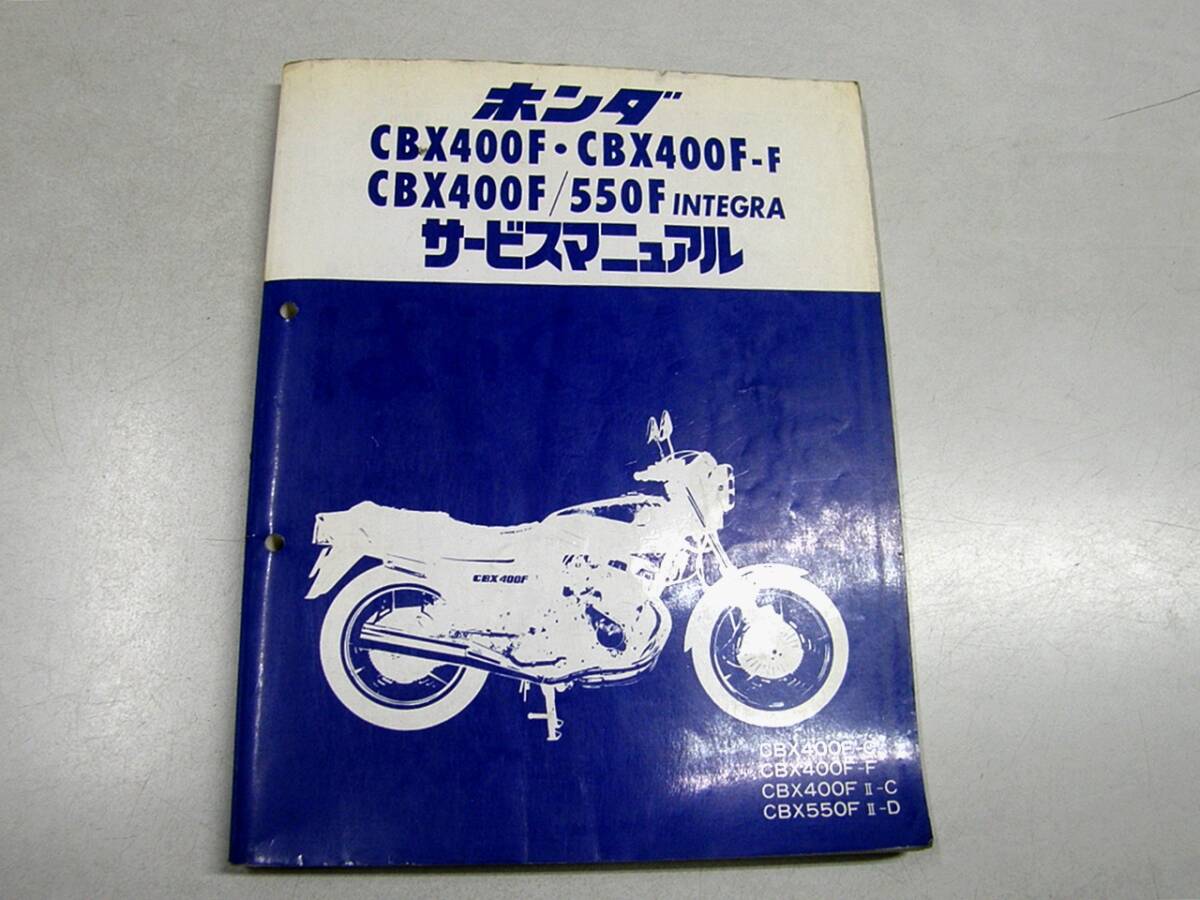 ホンダ
CBX400F・CBX400F-F
CBX400F/550F INTEGRA
サービスマニュアル
CBX400F
CBX400F-C
CBX400F-F
CBX400F Ⅱ-C
CBX550F Ⅱ-D